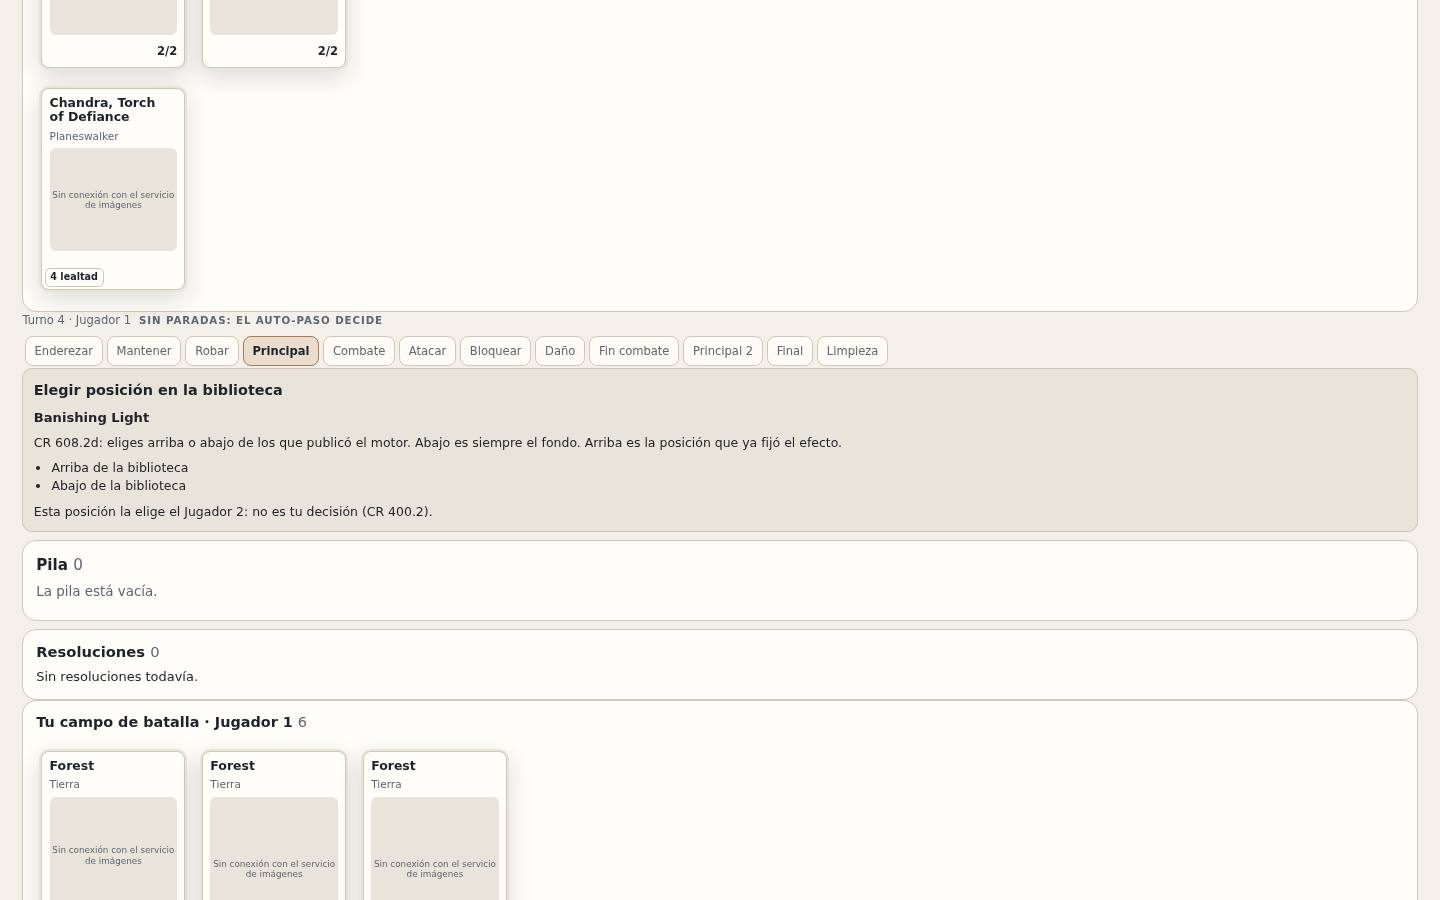 2/2
2/2
Chandra, Torch
of Defiance
Planeswalker
Sin conexión con el servicio
de imágenes
4 lealtad
Turno 4 · Jugador 1 SIN PARADAS: EL AUTO-PASO DECIDE
Enderezar Mantener Robar Principal Combate Atacar Bloquear Daño Fin combate Principal 2 Final Limpieza
Elegir posición en la biblioteca
Banishing Light
CR 608.2d: eliges arriba o abajo de los que publicó el motor. Abajo es siempre el fondo. Arriba es la posición que ya fijó el efecto.
• Arriba de la biblioteca
• Abajo de la biblioteca
Esta posición la elige el Jugador 2: no es tu decisión (CR 400.2).
Pila 0
La pila está vacía.
Resoluciones 0
Sin resoluciones todavía.
Tu campo de batalla · Jugador 1 6
Forest
Tierra
Sin conexión con el servicio
de imágenes
Forest
Tierra
Sin conexión con el servicio
de imágenes
Forest
Tierra
Sin conexión con el servicio
de imágenes